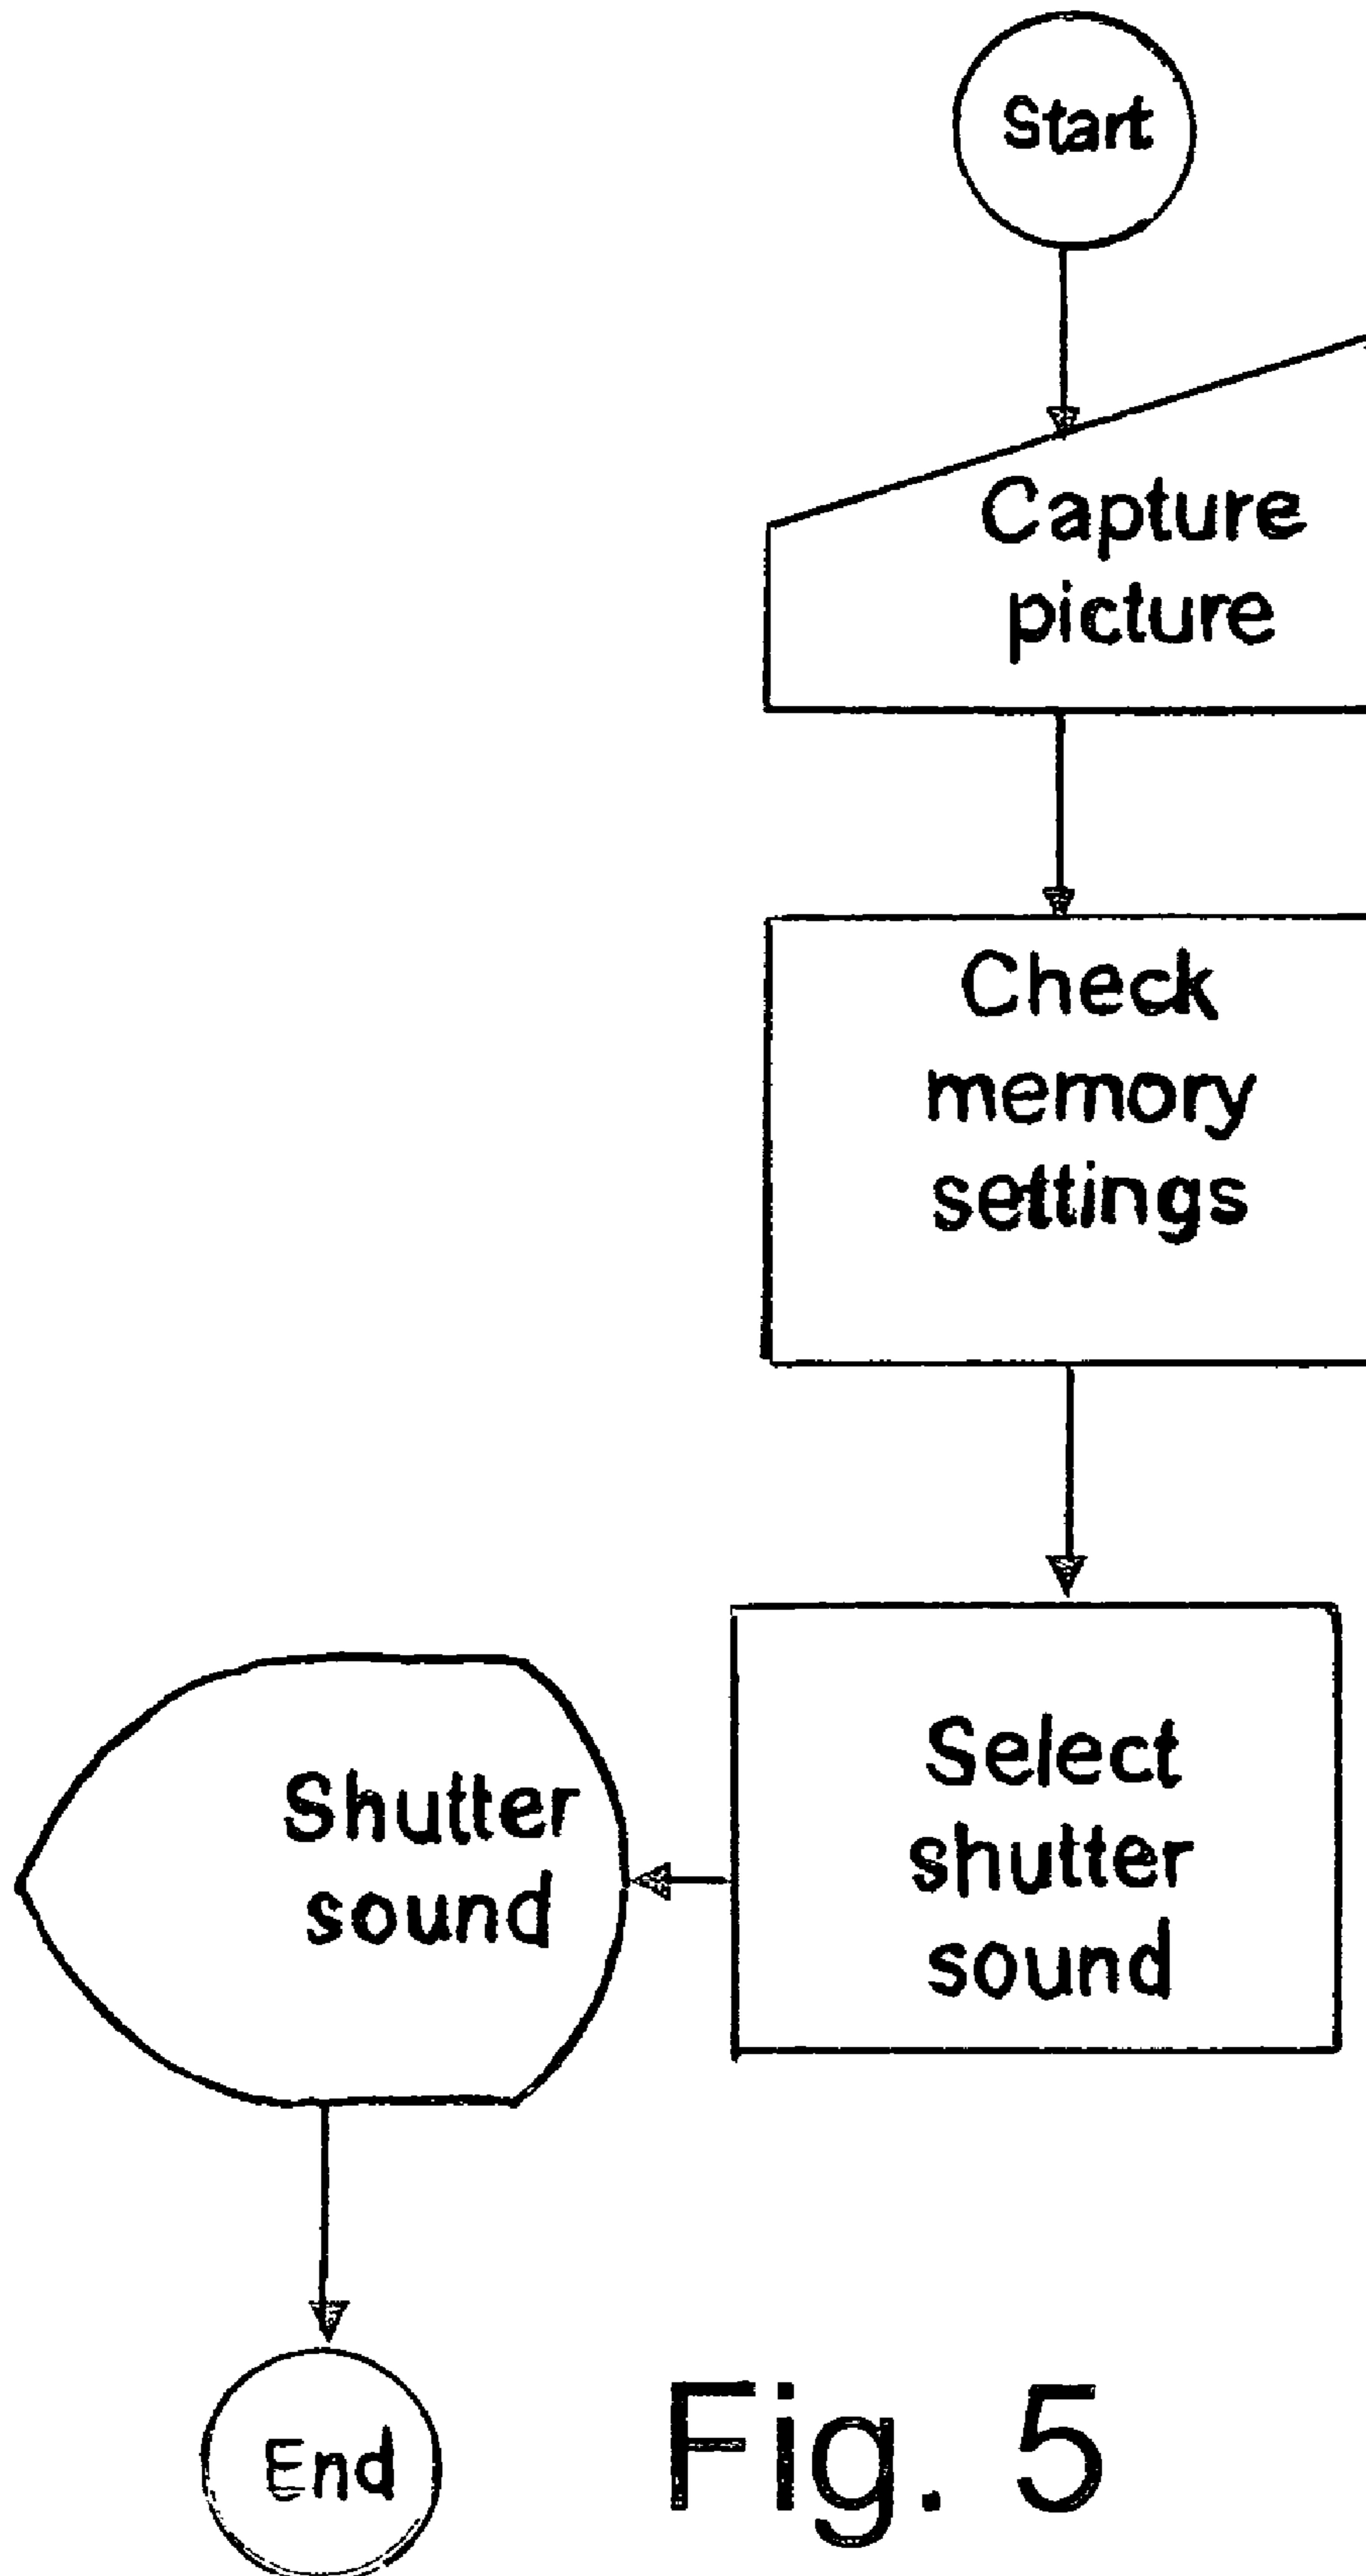 Start
Capture
picture
Check
memory
settings
Select
shutter
sound
Shutter
sound
End
Fig. 5